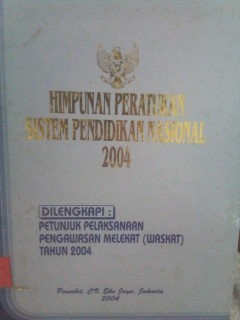 HIMPUNAN PERATURAN
SISTEM PENDIDIKAN NASIONAL
2004
DILENGKAPI :
PETUNJUK PELAKSANAAN
PENGAWASAN MELEKAT (WASKAT)
TAHUN 2004
Penerbit, CV. Eko Jaya, Jakarta
2004